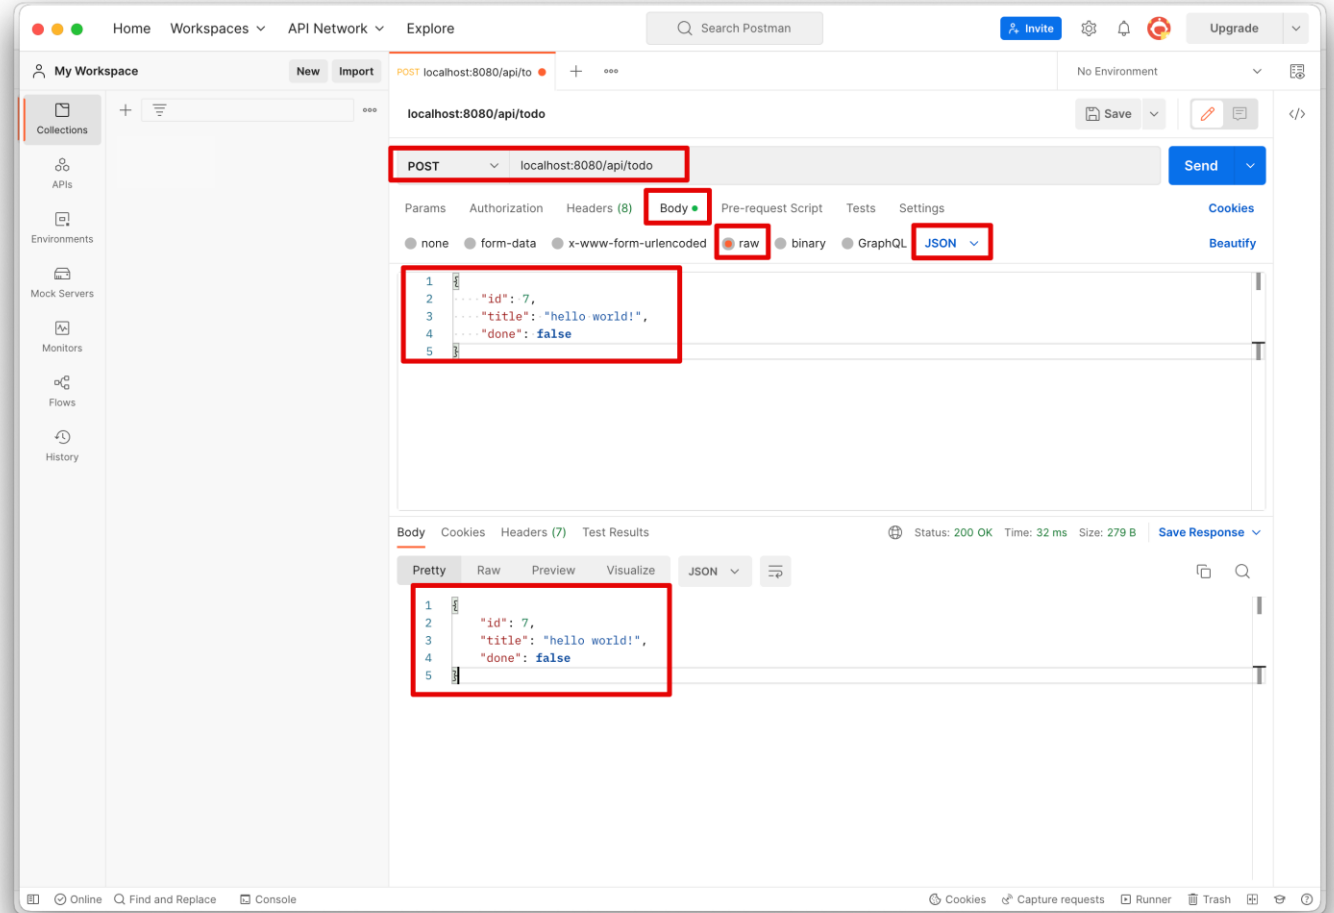 Home Workspaces API Network Explore Search Postman Invite Upgrade
My Workspace New Import POST localhost:8080/api/to No Environment
Collections
APIs
Environments
Mock Servers
Monitors
Flows
History
localhost:8080/api/todo Save </>
POST localhost:8080/api/todo Send
Params Authorization Headers (8) Body Pre-request Script Tests Settings Cookies
none form-data x-www-form-urlencoded raw binary GraphQL JSON Beautify
1 {
2 "id": 7,
3 "title": "hello world!",
4 "done": false
5 }
Body Cookies Headers (7) Test Results Status: 200 OK Time: 32 ms Size: 279 B Save Response
Pretty Raw Preview Visualize JSON
1 {
2 "id": 7,
3 "title": "hello world!",
4 "done": false
5 }
Online Find and Replace Console Cookies Capture requests Runner Trash